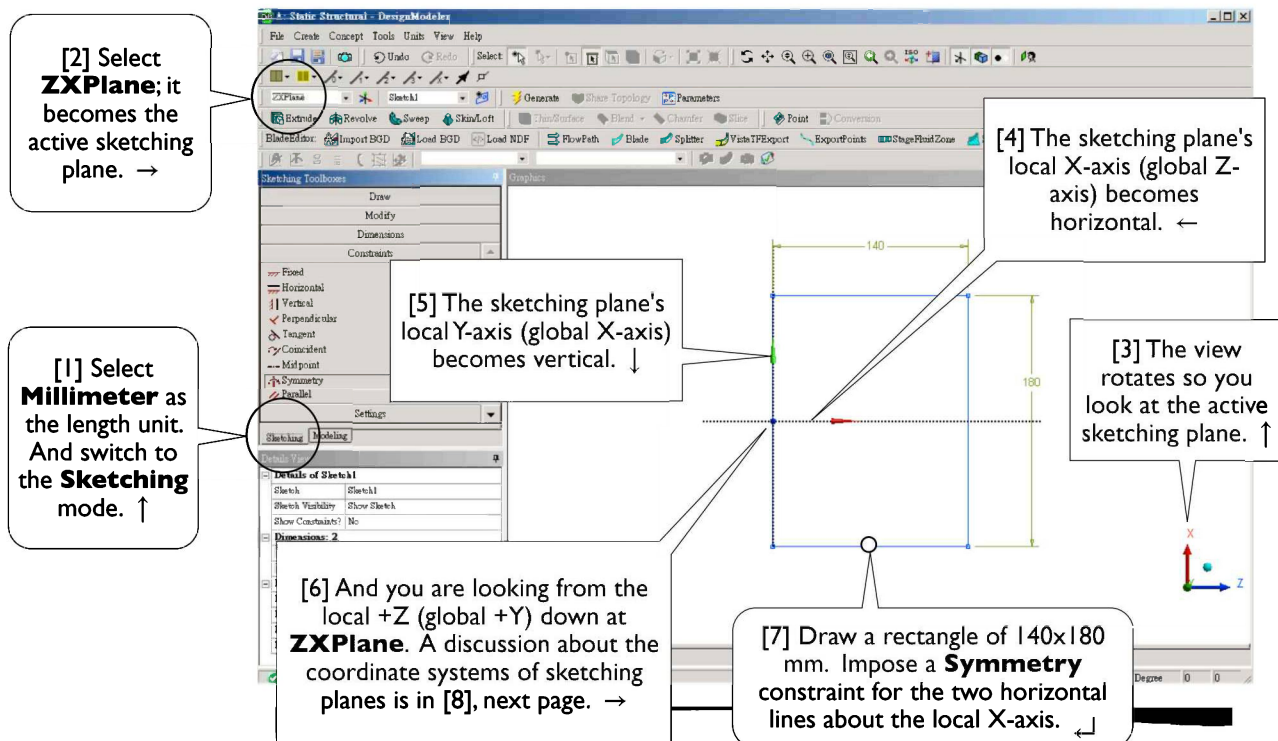 A: Static Structural - DesignModeler
File Create Concept Tools Units View Help
Undo Redo Select:
ZXPlane Sketch1 Generate Share Topology Parameters
Extrude Revolve Sweep Skin/Loft Thin/Surface Blend Chamfer Slice Point Conversion
BladeEditor: Import BGD Load BGD Load NDF FlowPath Blade Splitter VistaTFExport ExportPoints StageFluidZone
Sketching Toolboxes
Graphics
Draw
Modify
Dimensions
Constraints
Fixed
Horizontal
Vertical
Perpendicular
Tangent
Coincident
Midpoint
Symmetry
Parallel
Settings
Sketching Modeling
Details View
Details of Sketch1
Sketch Sketch1
Sketch Visibility Show Sketch
Show Constraints? No
Dimensions: 2
140
180
X
Y
Z
Degree 0 0
[1] Select
Millimeter as
the length unit.
And switch to
the Sketching
mode. ↑
[2] Select
ZXPlane; it
becomes the
active sketching
plane. →
[3] The view
rotates so you
look at the active
sketching plane. ↑
[4] The sketching plane's
local X-axis (global Z-
axis) becomes
horizontal. ←
[5] The sketching plane's
local Y-axis (global X-axis)
becomes vertical. ↓
[6] And you are looking from the
local +Z (global +Y) down at
ZXPlane. A discussion about the
coordinate systems of sketching
planes is in [8], next page. →
[7] Draw a rectangle of 140x180
mm. Impose a Symmetry
constraint for the two horizontal
lines about the local X-axis. ↲